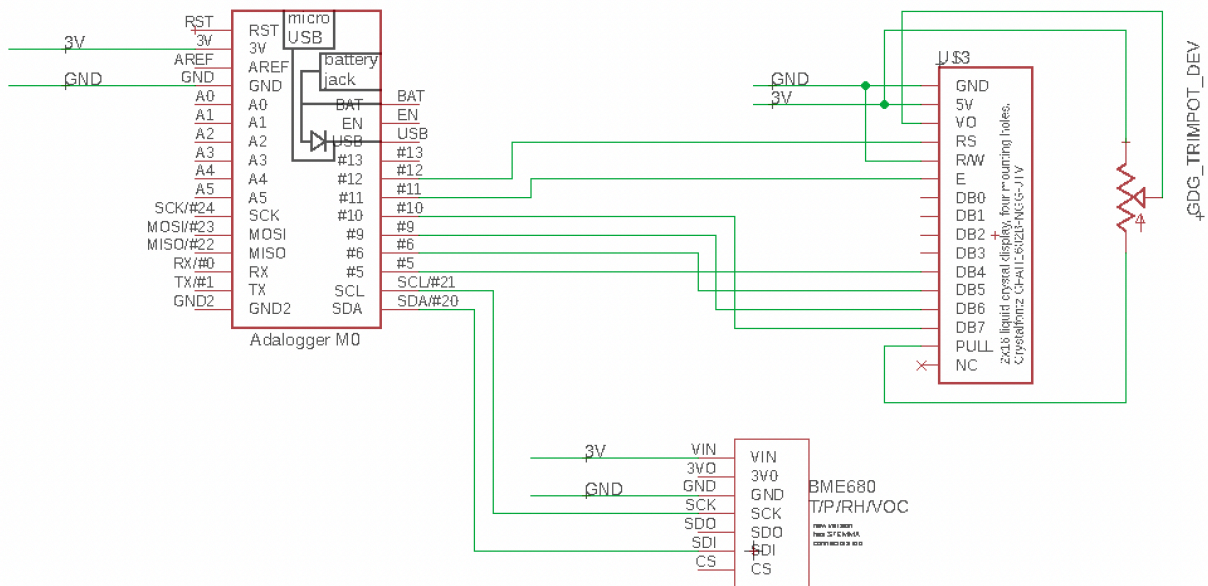 RST
3V
3V
AREF
GND
GND
A0
A1
A2
A3
A4
A5
SCK/#24
MOSI/#23
MISO/#22
RX/#0
TX/#1
GND2
RST
3V
AREF
GND
A0
A1
A2
A3
A4
A5
SCK
MOSI
MISO
RX
TX
GND2
micro
USB
battery
jack
BAT
EN
USB
#13
#12
#11
#10
#9
#6
#5
SCL
SDA
BAT
EN
USB
#13
#12
#11
#10
#9
#6
#5
SCL/#21
SDA/#20
Adalogger M0
GND
3V
GND
5V
VO
RS
R/W
E
DB0
DB1
DB2
DB3
DB4
DB5
DB6
DB7
PULL
NC
2x16 liquid crystal display, four mounting holes.
GDG_TRIMPOT_DEV
3V
GND
VIN
3VO
GND
SCK
SDO
SDI
CS
VIN
3V0
GND
SCK
SDO
SDI
CS
BME680
T/P/RH/VOC